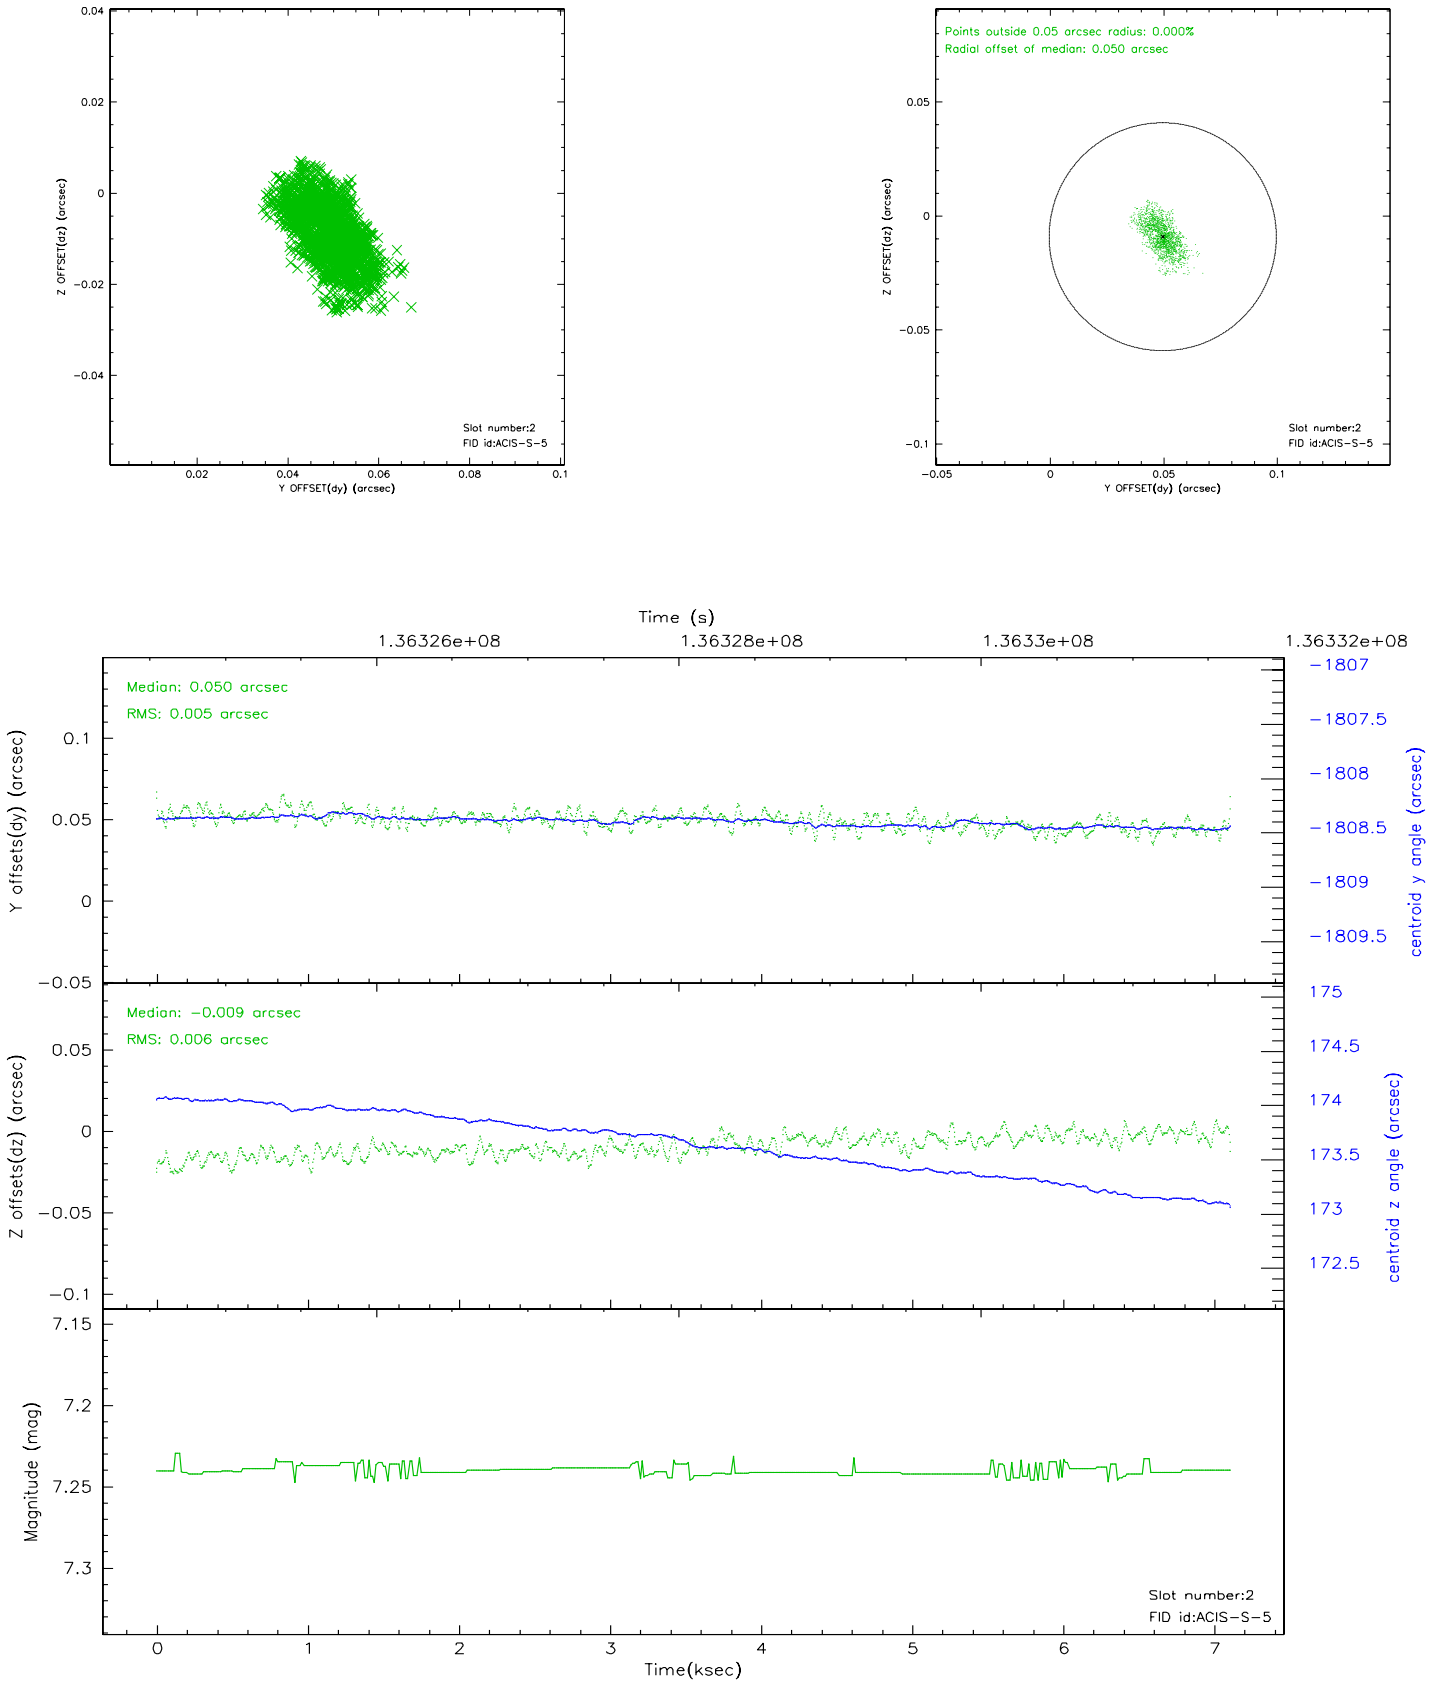 0.04
0.02
0
−0.02
−0.04
Z OFFSET(dz) (arcsec)
Slot number:2
FID id:ACIS−S−5
0.02 0.04 0.06 0.08 0.1
Y OFFSET(dy) (arcsec)
Points outside 0.05 arcsec radius: 0.000%
Radial offset of median: 0.050 arcsec
0.05
0
−0.05
−0.1
Z OFFSET(dz) (arcsec)
Slot number:2
FID id:ACIS−S−5
−0.05 0 0.05 0.1
Y OFFSET(dy) (arcsec)
Time (s)
1.36326e+08 1.36328e+08 1.3633e+08 1.36332e+08
Median: 0.050 arcsec
RMS: 0.005 arcsec
0.1
0.05
0
−0.05
Y offsets(dy) (arcsec)
−1807
−1807.5
−1808
−1808.5
−1809
−1809.5
centroid y angle (arcsec)
Median: −0.009 arcsec
RMS: 0.006 arcsec
0.05
0
−0.05
−0.1
Z offsets(dz) (arcsec)
175
174.5
174
173.5
173
172.5
centroid z angle (arcsec)
7.15
7.2
7.25
7.3
Magnitude (mag)
Slot number:2
FID id:ACIS−S−5
0 1 2 3 4 5 6 7
Time(ksec)